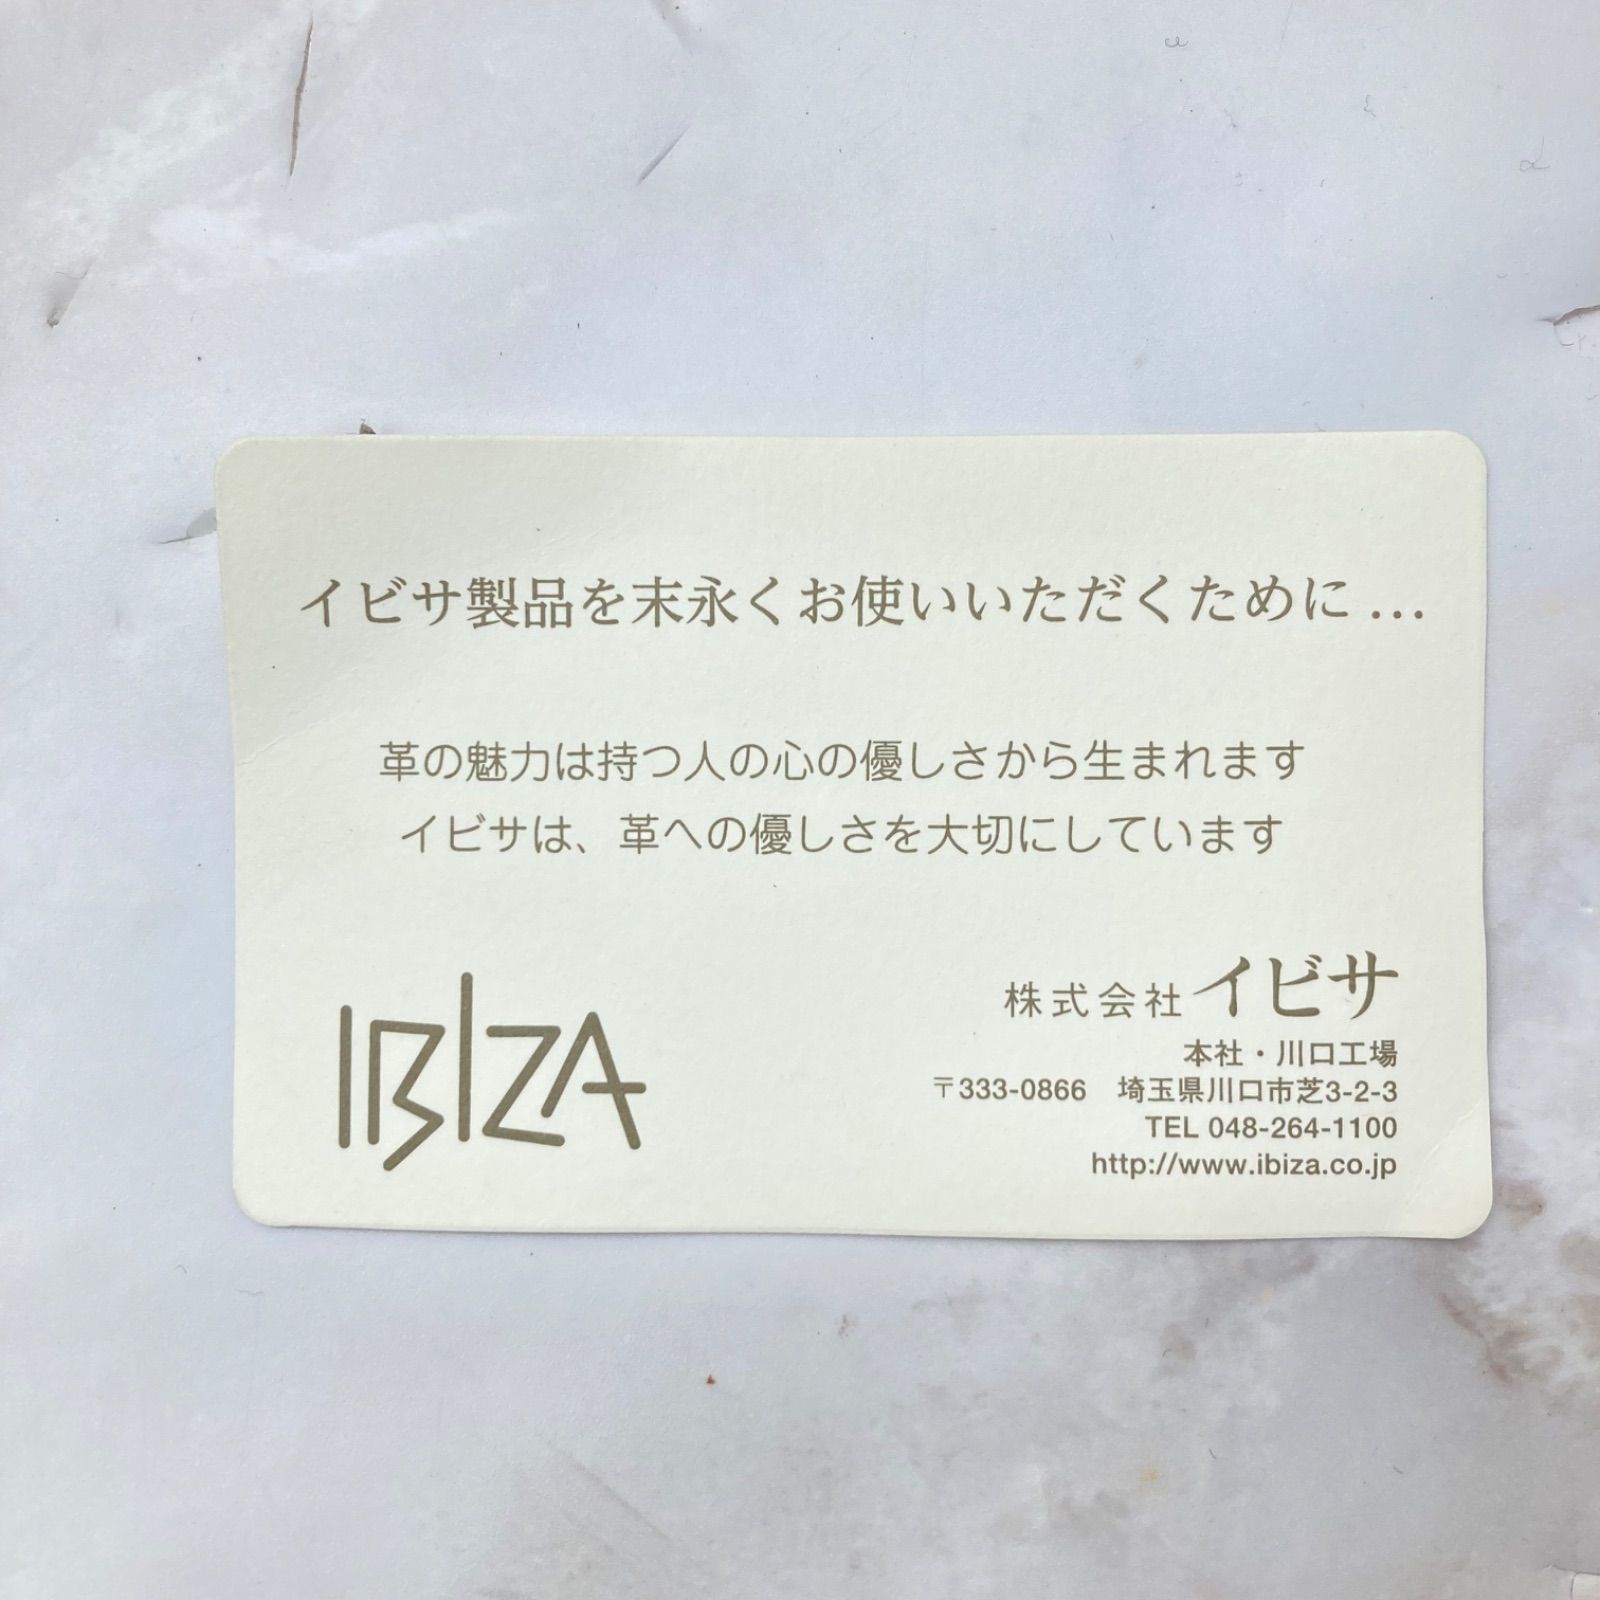 イビサ製品を末永くお使いいただくために...
革の魅力は持つ人の心の優しさから生まれます
イビサは、革への優しさを大切にしています
IBIZA
株式会社イビサ
本社・川口工場
〒333-0866　埼玉県川口市芝3-2-3
TEL 048-264-1100
http://www.ibiza.co.jp